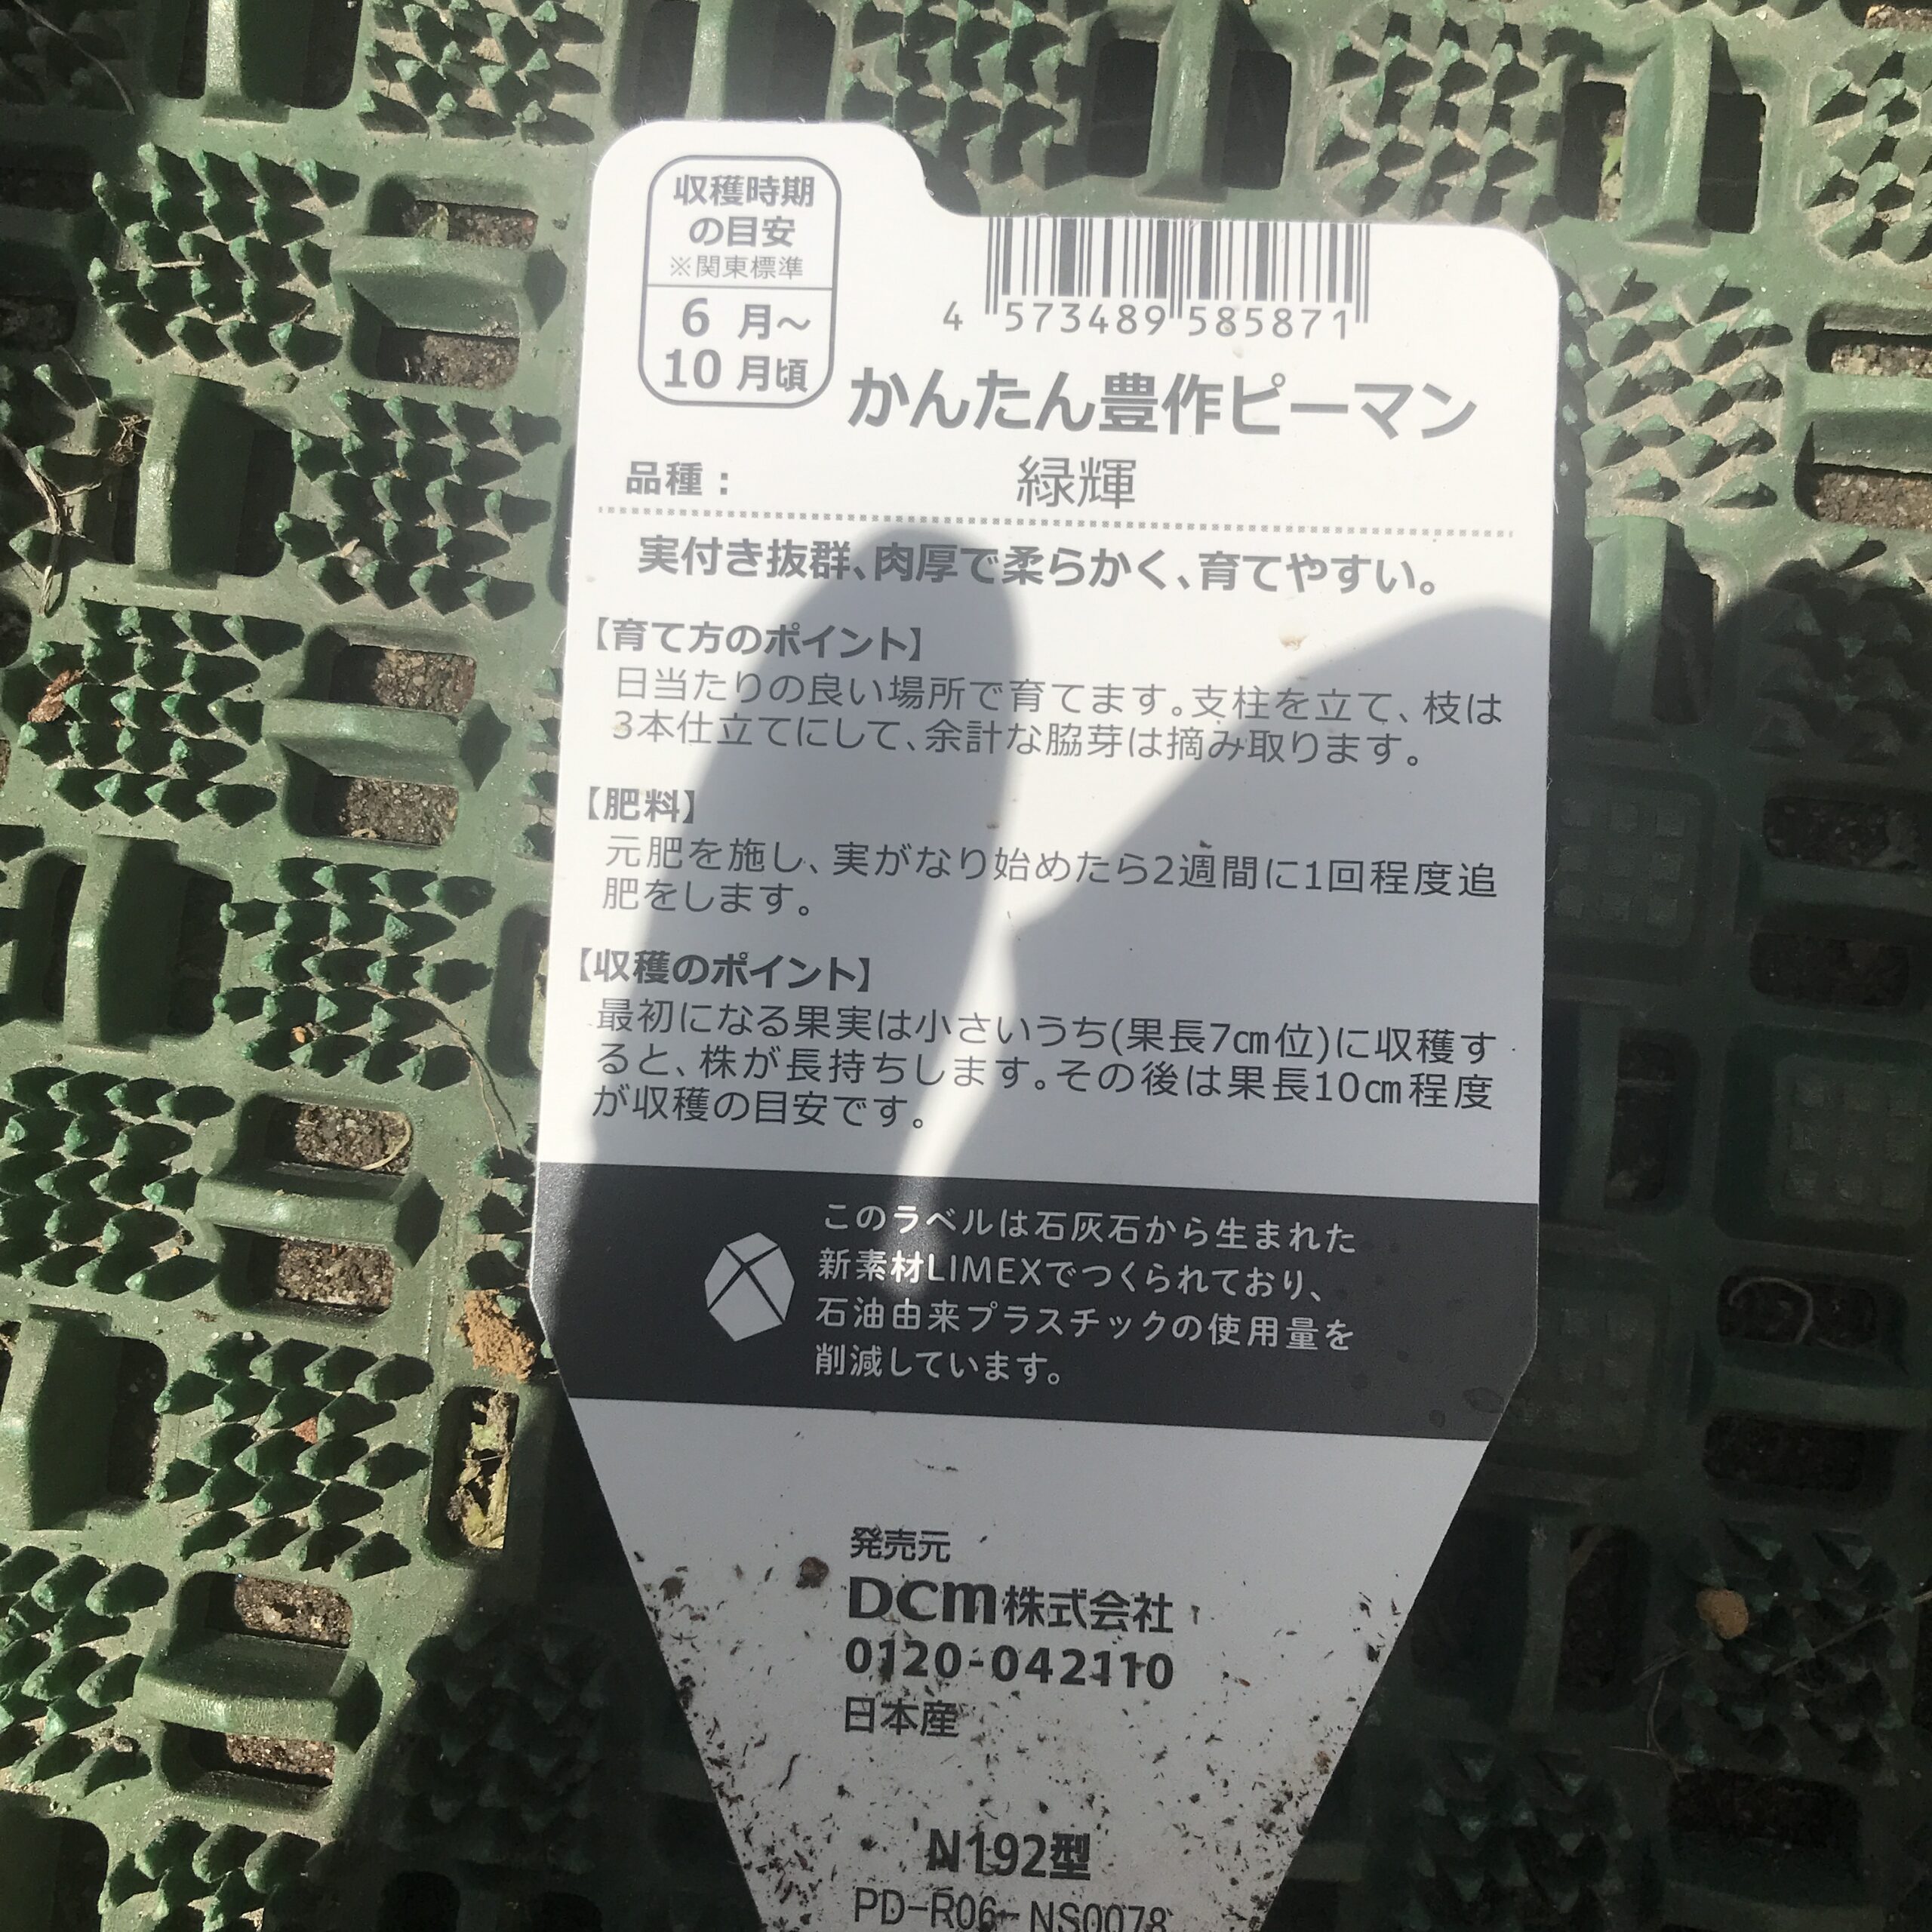 収穫時期
の目安
※関東標準
6 月～
10 月頃
4 573489 585871
かんたん豊作ピーマン
品種： 緑輝
実付き抜群、肉厚で柔らかく、育てやすい。
【育て方のポイント】
日当たりの良い場所で育てます。支柱を立て、枝は
3本仕立てにして、余計な脇芽は摘み取ります。
【肥料】
元肥を施し、実がなり始めたら2週間に1回程度追
肥をします。
【収穫のポイント】
最初になる果実は小さいうち(果長7㎝位)に収穫す
ると、株が長持ちします。その後は果長10㎝程度
が収穫の目安です。
このラベルは石灰石から生まれた
新素材LIMEXでつくられており、
石油由来プラスチックの使用量を
削減しています。
発売元
DCM株式会社
0120-042110
日本産
N192型
PD-R06-NS0078